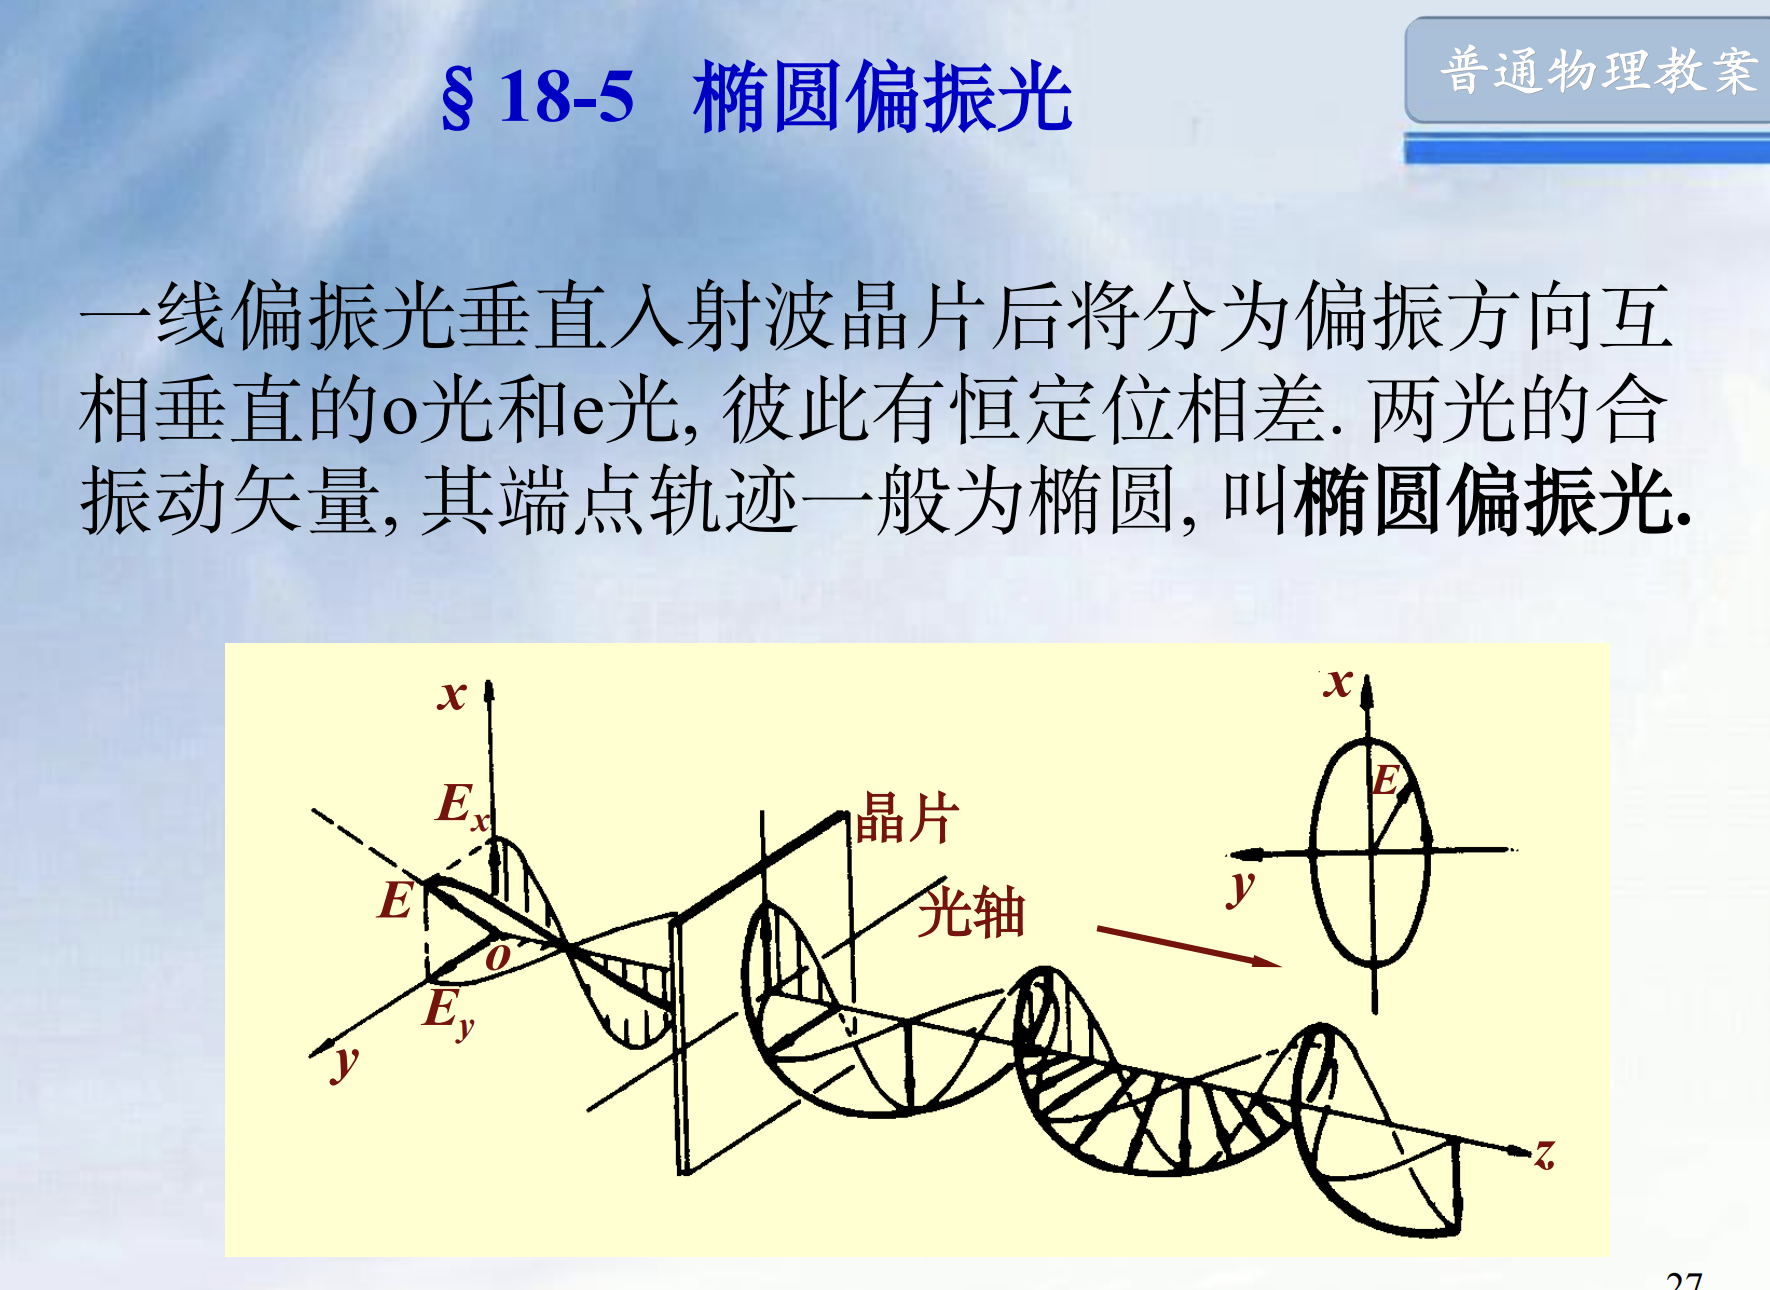 普通物理教案
§18-5 椭圆偏振光
一线偏振光垂直入射波晶片后将分为偏振方向互
相垂直的o光和e光, 彼此有恒定位相差. 两光的合
振动矢量, 其端点轨迹一般为椭圆, 叫椭圆偏振光.
x
Ex
E
o
Ey
y
晶片
光轴
x
E
y
z
27